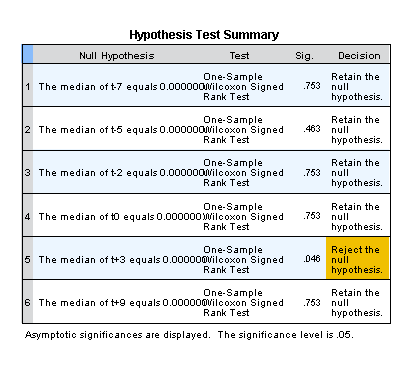 Hypothesis Test Summary
Null Hypothesis Test Sig. Decision
1 The median of t-7 equals 0.000000. One-Sample Wilcoxon Signed Rank Test .753 Retain the null hypothesis.
2 The median of t-5 equals 0.000000. One-Sample Wilcoxon Signed Rank Test .463 Retain the null hypothesis.
3 The median of t-2 equals 0.000000. One-Sample Wilcoxon Signed Rank Test .753 Retain the null hypothesis.
4 The median of t0 equals 0.000000. One-Sample Wilcoxon Signed Rank Test .753 Retain the null hypothesis.
5 The median of t+3 equals 0.000000. One-Sample Wilcoxon Signed Rank Test .046 Reject the null hypothesis.
6 The median of t+9 equals 0.000000. One-Sample Wilcoxon Signed Rank Test .753 Retain the null hypothesis.
Asymptotic significances are displayed. The significance level is .05.